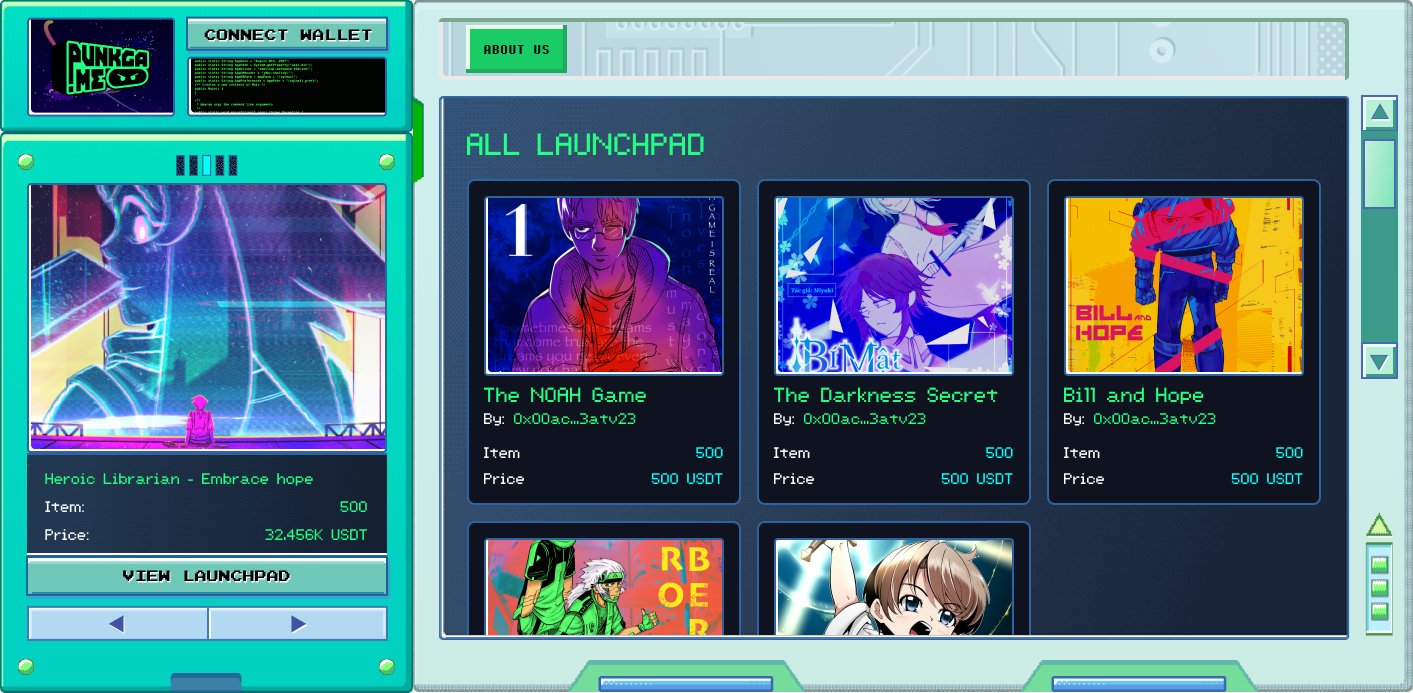 PUNKGA
.ME
CONNECT WALLET
ABOUT US
ALL LAUNCHPAD
Heroic Librarian - Embrace hope
Item: 500
Price: 32.456K USDT
VIEW LAUNCHPAD
1
GAME IS REAL
The NOAH Game
By: 0x00ac...3atv23
Item 500
Price 500 USDT
Tác giả: Miyuki
Bí Mật
The Darkness Secret
By: 0x00ac...3atv23
Item 500
Price 500 USDT
BILL AND
HOPE
Bill and Hope
By: 0x00ac...3atv23
Item 500
Price 500 USDT
RB
OE
R